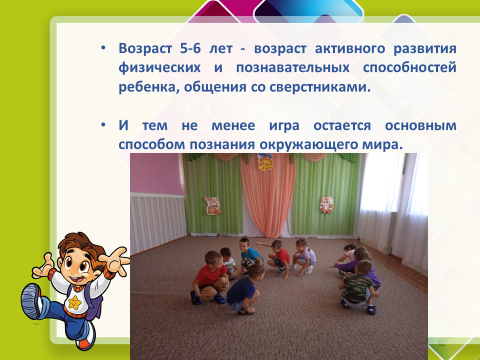 • Возраст 5-6 лет - возраст активного развития
физических и познавательных способностей
ребенка, общения со сверстниками.
• И тем не менее игра остается основным
способом познания окружающего мира.